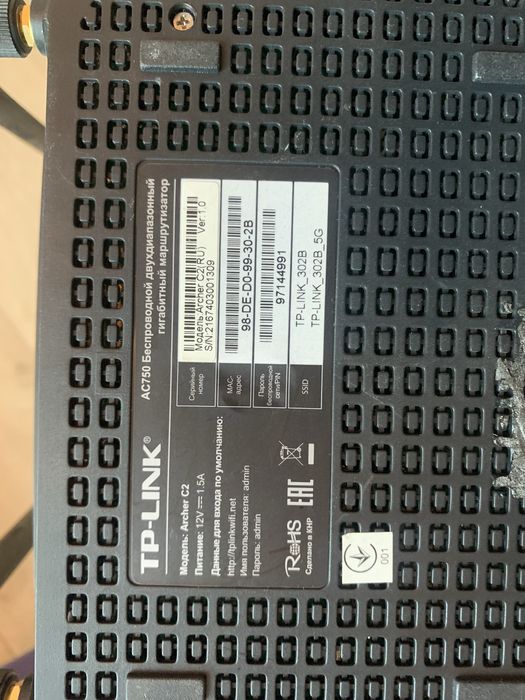 AC750 Беспроводной двухдиапазонный
гигабитный маршрутизатор
TP-LINK®
Модель: Archer C2
Питание: 12V⎓1.5A
Данные для входа по умолчанию:
http://tplinkwifi.net
Имя пользователя: admin
Пароль: admin
RoHS
Сделано в КНР
EAC
Серийный
номер
Модель Archer C2(RU) Ver:1.0
S/N:2167403001309
MAC-
адрес
98-DE-D0-99-30-2B
Пароль
беспроводной
сети/PIN
97144991
SSID
TP-LINK_302B
TP-LINK_302B_5G
001